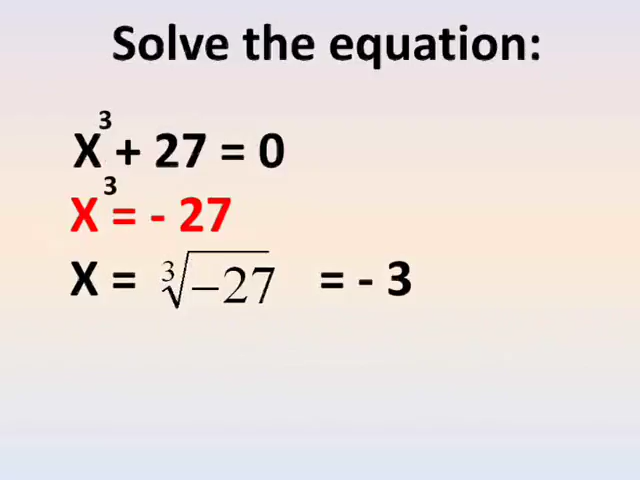 Solve the equation:
X³ + 27 = 0
X³ = - 27
X = ∛−27 = - 3